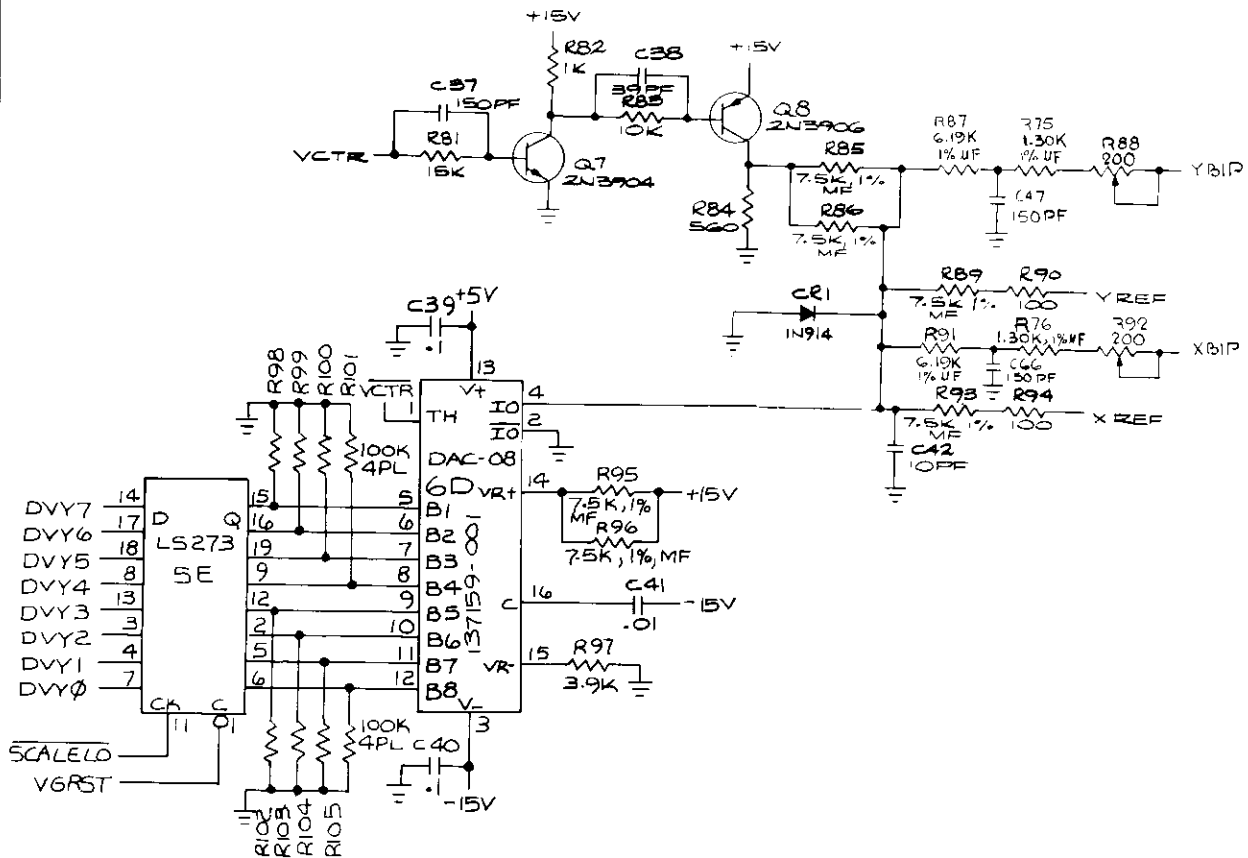 +15V
R82
1K
C38
39PF
R83
10K
+15V
C37
150PF
R81
15K
VCTR
Q7
2N3904
Q8
2N3906
R84
560
R85
7.5K, 1%
MF
R86
7.5K, 1%
MF
R87
6.19K
1% MF
R75
1.30K
1% MF
R88
200
YBIP
C47
150PF
R89
7.5K 1%
MF
R90
100
YREF
CR1
1N914
R91
6.19K
1% MF
R76
1.30K, 1% MF
R92
200
XBIP
C66
150PF
R93
7.5K 1%
MF
R94
100
XREF
C42
10PF
C39
.1
+5V
R98
R99
R100
R101
100K
4PL
VCTR
1
TH
13
V+
4
IO
2
IO
DAC-08
6D
137159-001
VR+
14
R95
7.5K, 1%
MF
R96
7.5K, 1%, MF
+15V
C
16
C41
.01
-15V
VR-
15
R97
3.9K
V-
3
C40
.1
-15V
DVY7 14 15 5 B1
DVY6 17 16 6 B2
DVY5 18 19 7 B3
DVY4 8 9 8 B4
DVY3 13 12 9 B5
DVY2 3 2 10 B6
DVY1 4 5 11 B7
DVY0 7 6 12 B8
D Q
LS273
5E
CK
11
C
1
SCALELD
VGRST
100K
4PL
R102
R103
R104
R105